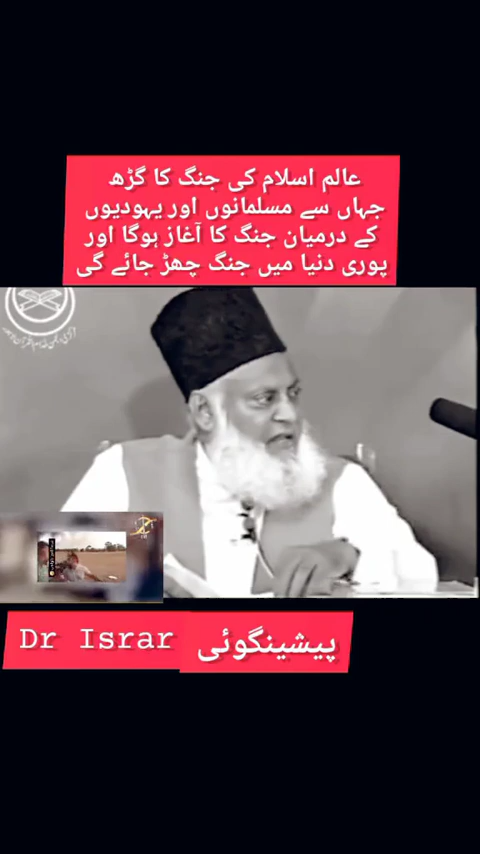 عالم اسلام کی جنگ کا گڑھ
جہاں سے مسلمانوں اور یہودیوں
کے درمیان جنگ کا آغاز ہوگا اور
پوری دنیا میں جنگ چھڑ جائے گی
Dr Israr پیشینگوئی